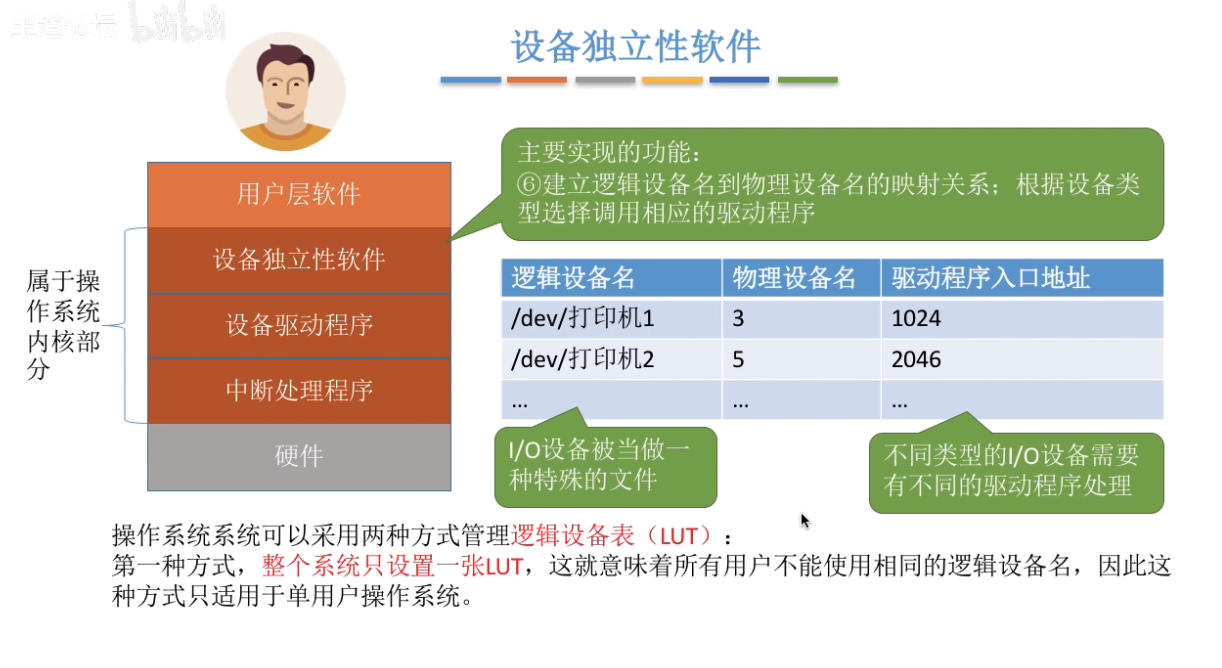 王道论坛 bilibili
设备独立性软件
主要实现的功能：
⑥建立逻辑设备名到物理设备名的映射关系；根据设备类
型选择调用相应的驱动程序
用户层软件
设备独立性软件
设备驱动程序
中断处理程序
硬件
属于操
作系统
内核部
分
逻辑设备名 物理设备名 驱动程序入口地址
/dev/打印机1 3 1024
/dev/打印机2 5 2046
... ... ...
I/O设备被当做一
种特殊的文件
不同类型的I/O设备需要
有不同的驱动程序处理
操作系统系统可以采用两种方式管理逻辑设备表（LUT）：
第一种方式，整个系统只设置一张LUT，这就意味着所有用户不能使用相同的逻辑设备名，因此这
种方式只适用于单用户操作系统。